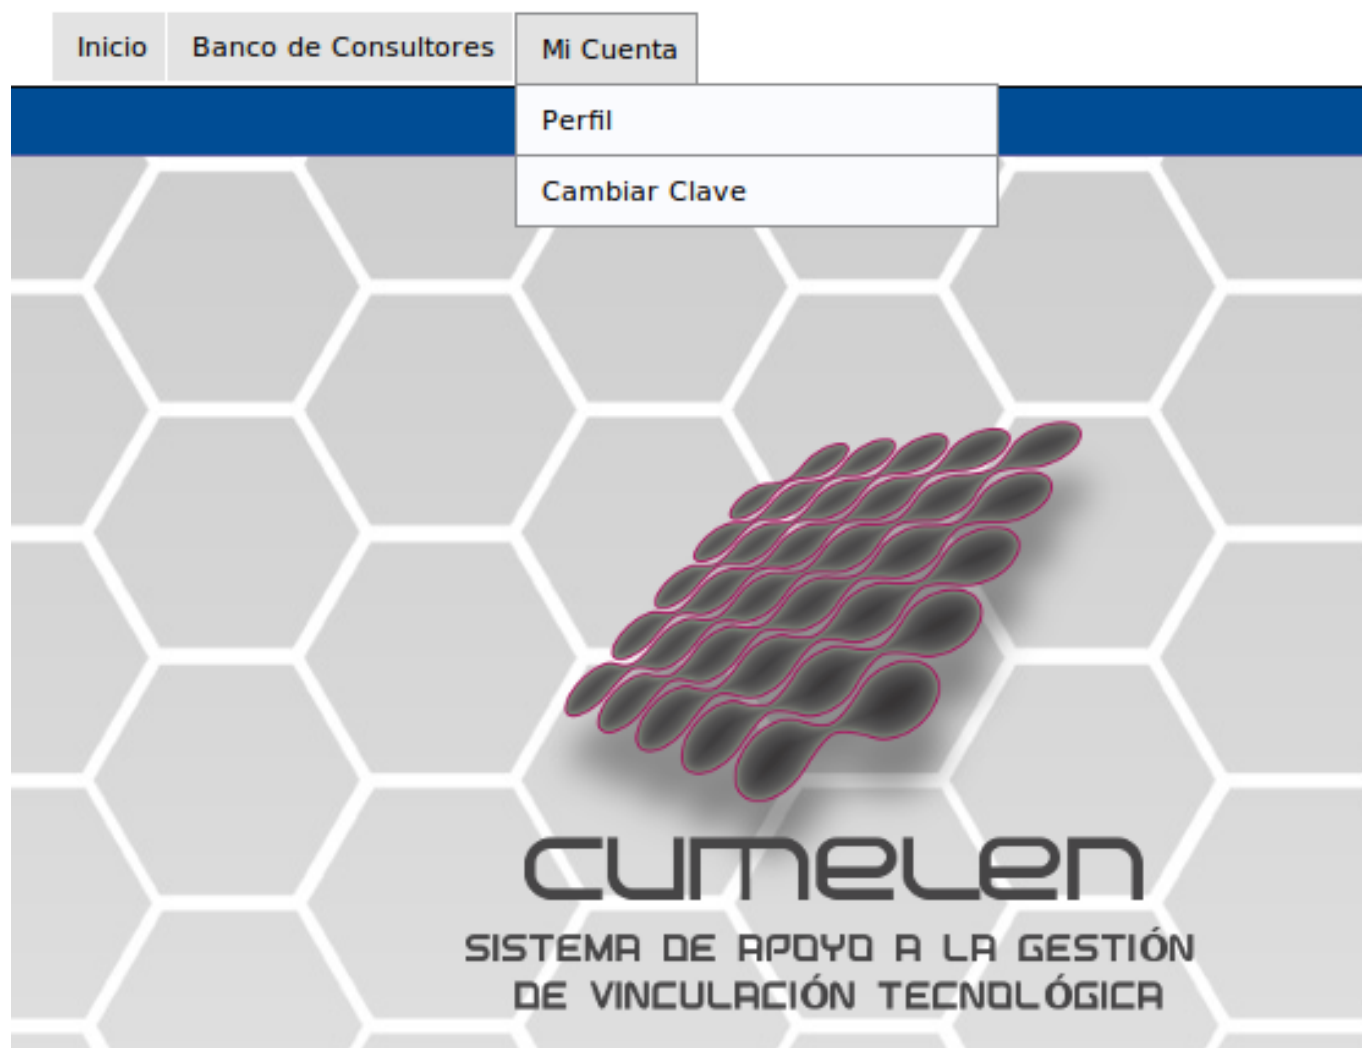 Inicio
Banco de Consultores
Mi Cuenta
Perfil
Cambiar Clave
cumelen
SISTEMA DE APOYO A LA GESTIÓN
DE VINCULACIÓN TECNOLÓGICA